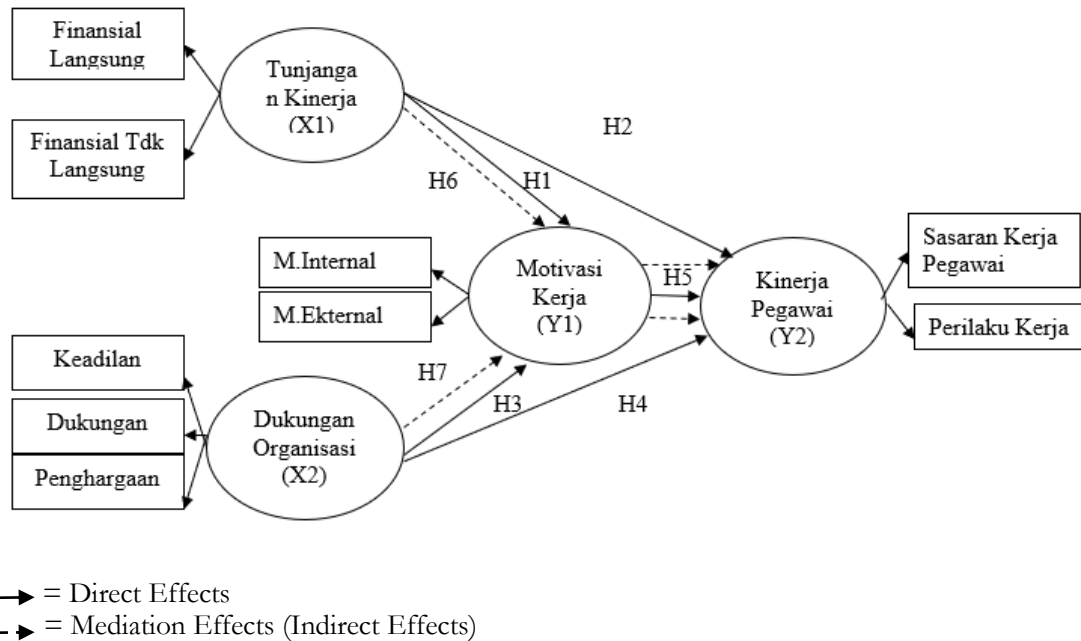 Finansial
Langsung
Finansial Tdk
Langsung
Tunjanga
n Kinerja
(X1)
H2
H6
H1
M.Internal
M.Ekternal
Motivasi
Kerja
(Y1)
H5
Kinerja
Pegawai
(Y2)
Sasaran Kerja
Pegawai
Perilaku Kerja
Keadilan
Dukungan
Penghargaan
Dukungan
Organisasi
(X2)
H7
H3
H4
= Direct Effects
= Mediation Effects (Indirect Effects)